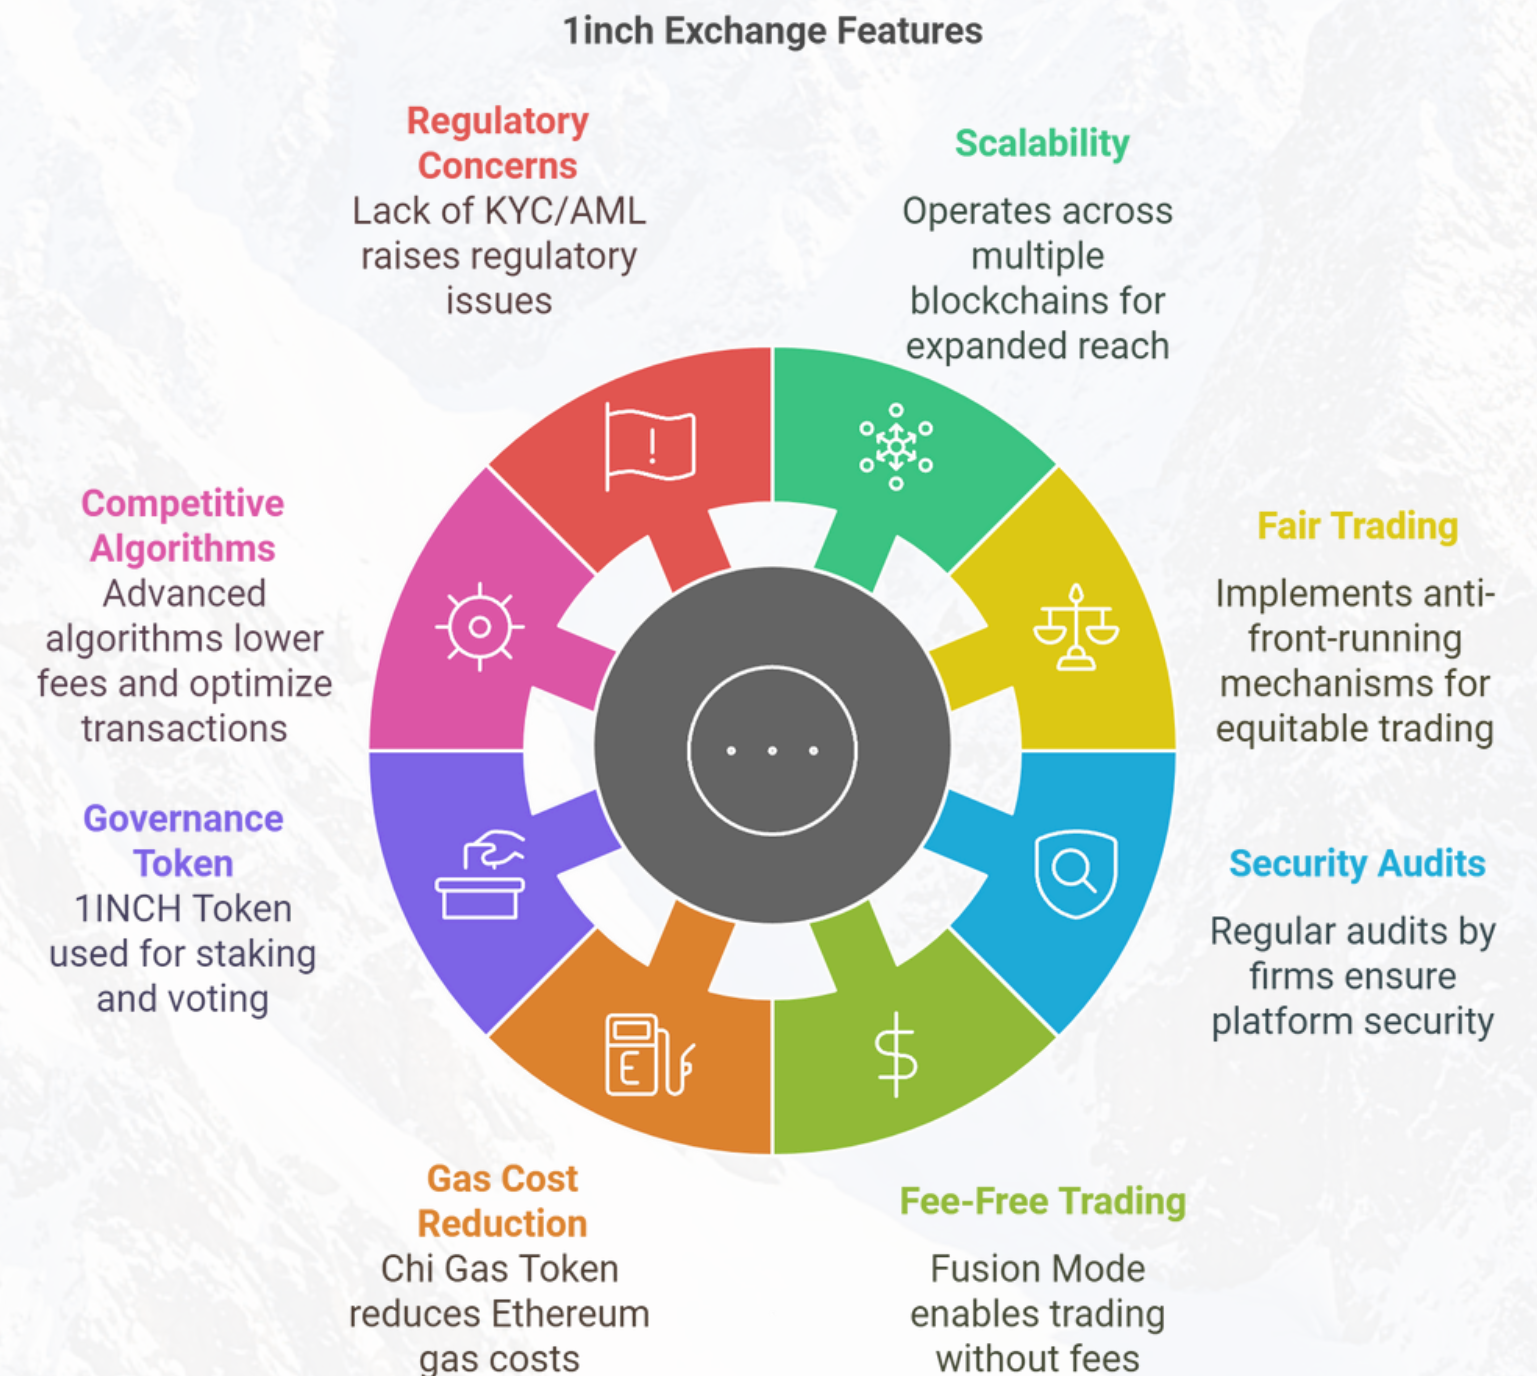 1inch Exchange Features
Regulatory
Concerns
Lack of KYC/AML
raises regulatory
issues
Scalability
Operates across
multiple
blockchains for
expanded reach
Competitive
Algorithms
Advanced
algorithms lower
fees and optimize
transactions
Fair Trading
Implements anti-
front-running
mechanisms for
equitable trading
Governance
Token
1INCH Token
used for staking
and voting
Security Audits
Regular audits by
firms ensure
platform security
Gas Cost
Reduction
Chi Gas Token
reduces Ethereum
gas costs
Fee-Free Trading
Fusion Mode
enables trading
without fees
!
E
$